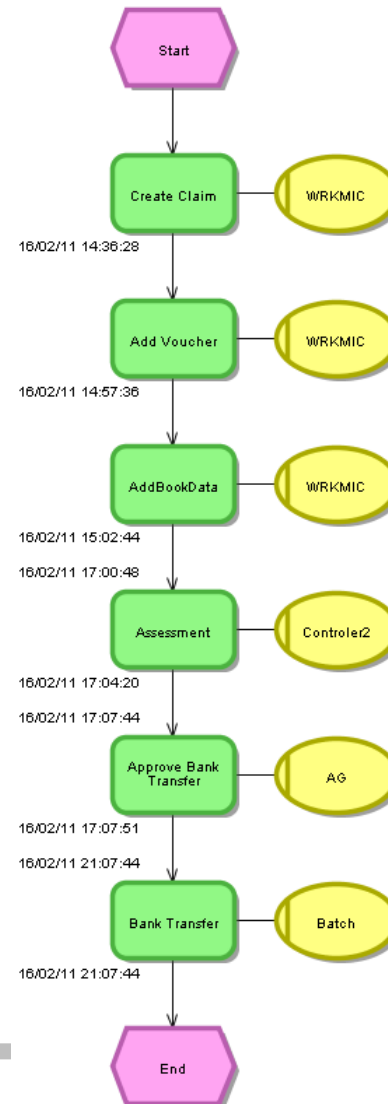 Start
Create Claim
WRKMIC
16/02/11 14:36:28
Add Voucher
WRKMIC
16/02/11 14:57:36
AddBookData
WRKMIC
16/02/11 15:02:44
16/02/11 17:00:48
Assessment
Controler2
16/02/11 17:04:20
16/02/11 17:07:44
Approve Bank
Transfer
AG
16/02/11 17:07:51
16/02/11 21:07:44
Bank Transfer
Batch
16/02/11 21:07:44
End